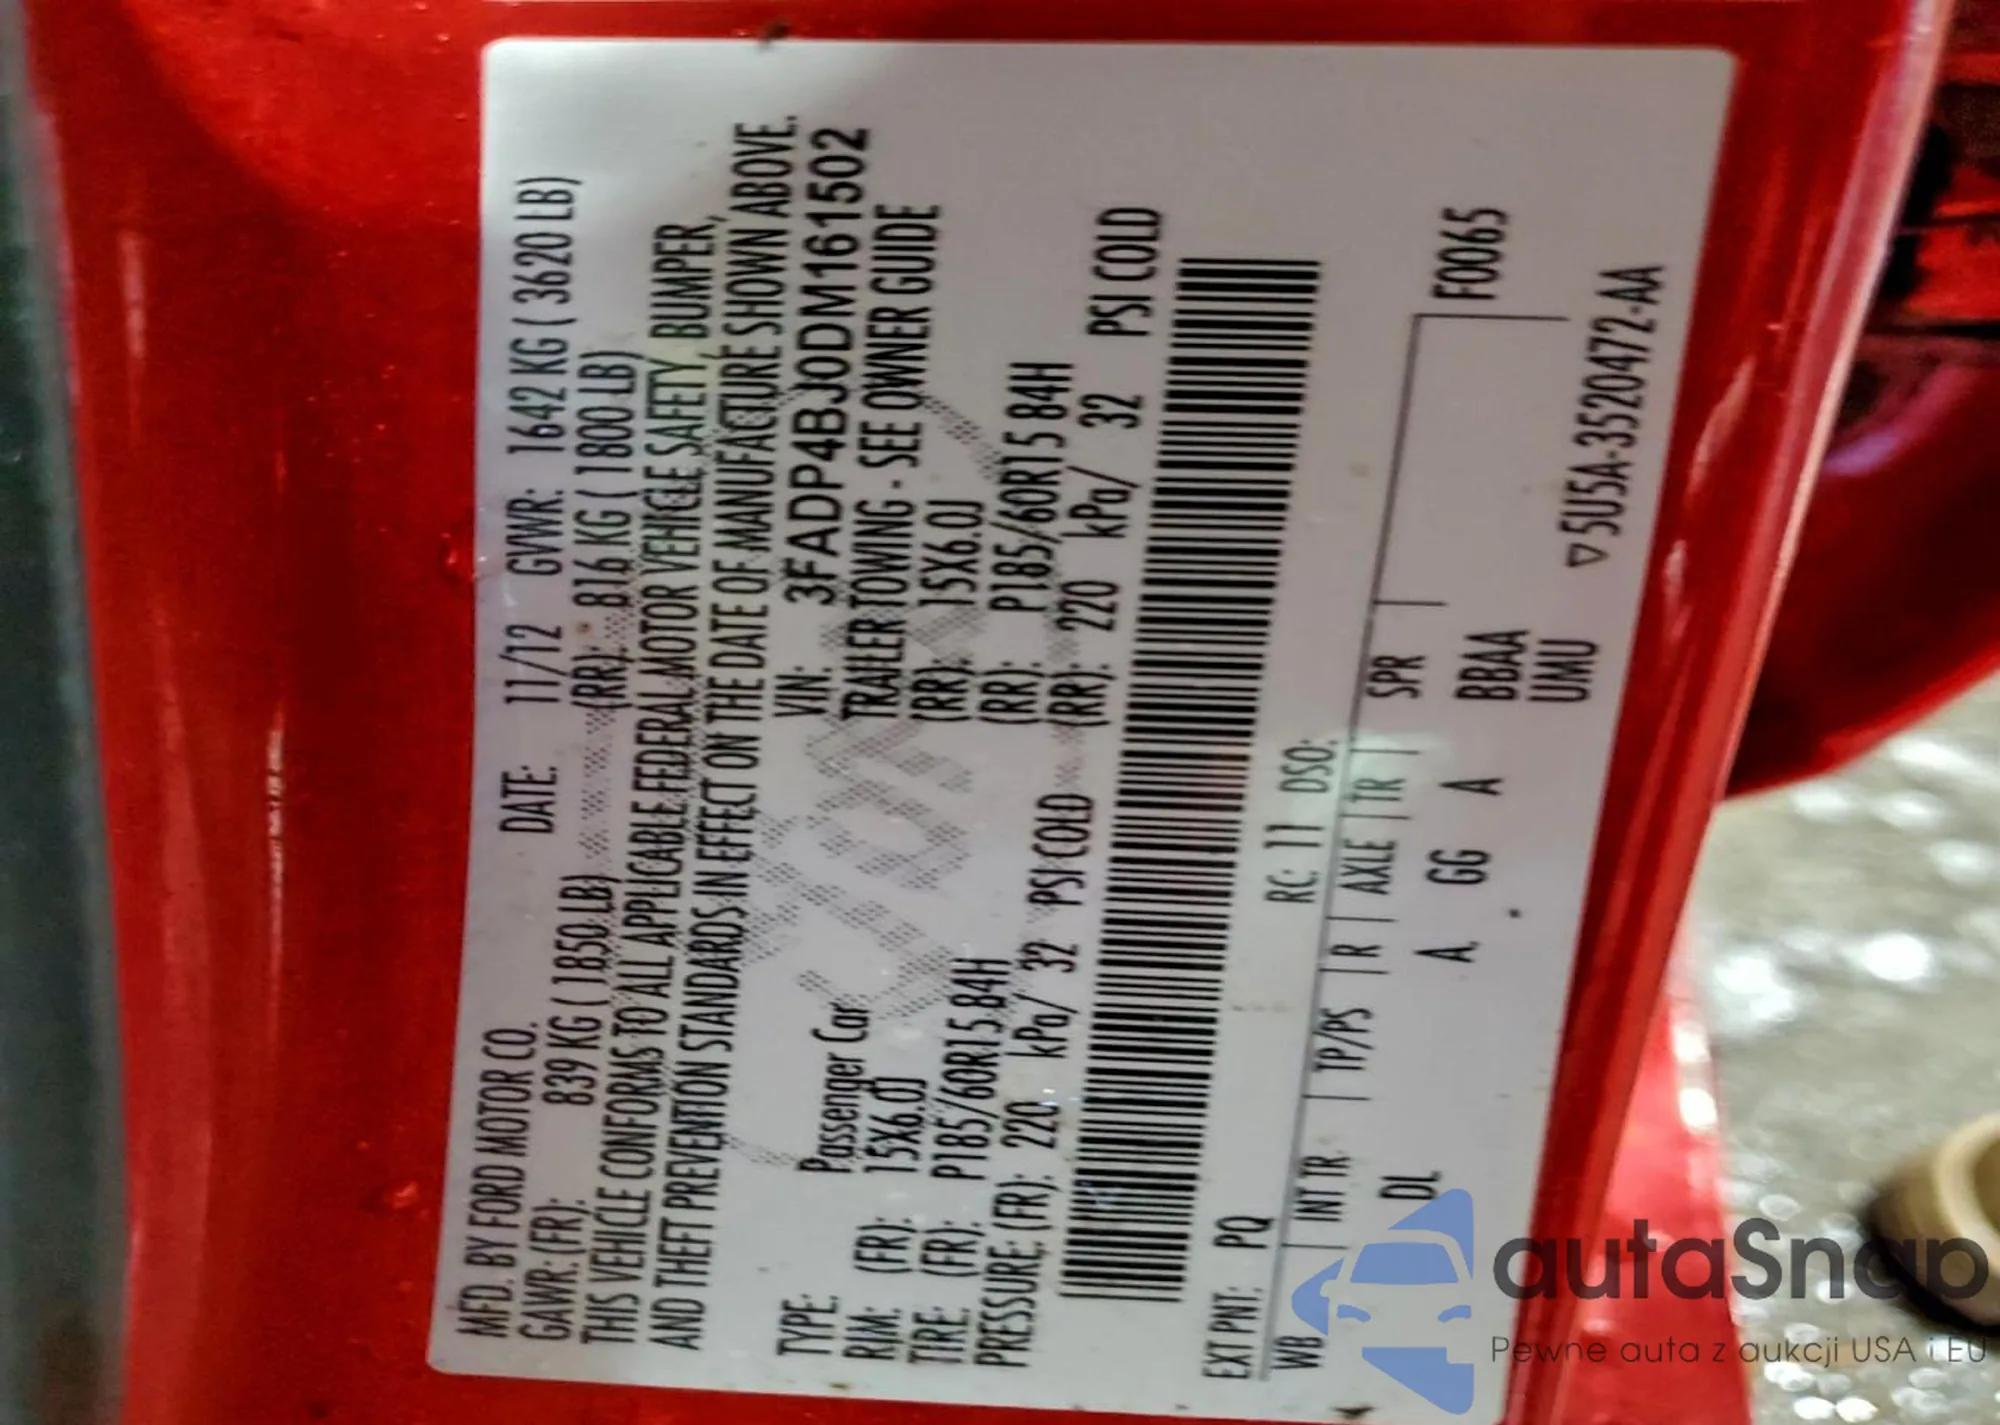 MFD. BY FORD MOTOR CO. DATE: 11/12 GVWR: 1642 KG ( 3620 LB)
GAWR: (FR): 839 KG ( 1850 LB) (RR): 816 KG ( 1800 LB)
THIS VEHICLE CONFORMS TO ALL APPLICABLE FEDERAL MOTOR VEHICLE SAFETY, BUMPER,
AND THEFT PREVENTION STANDARDS IN EFFECT ON THE DATE OF MANUFACTURE SHOWN ABOVE.
VIN: 3FADP4BJ0DM161502
TYPE: Passenger Car TRAILER TOWING - SEE OWNER GUIDE
RIM: (FR): 15X6.0J (RR): 15X6.0J
TIRE: (FR): P185/60R15 84H (RR): P185/60R15 84H
PRESSURE: (FR): 220 kPa/ 32 PSI COLD (RR): 220 kPa/ 32 PSI COLD
EXT PNT: PQ RC: 11 DSO:
WB INT TR TP/PS R AXLE TR SPR F0065
DL A GG A BBAA
UMU
▽5U5A-3520472-AA
autaSnap
Pewne auta z aukcji USA i EU